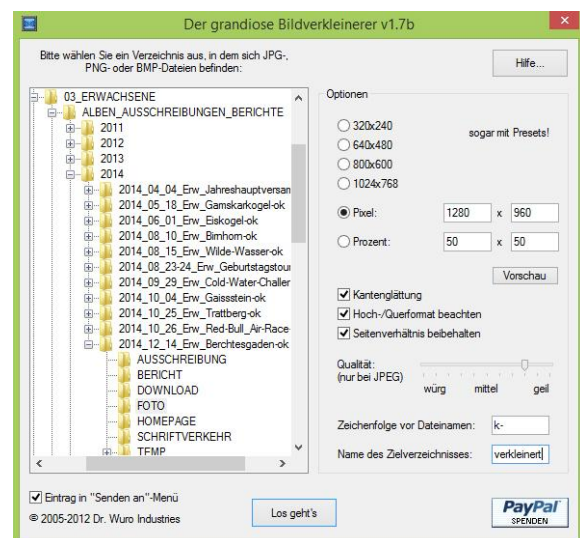 Der grandiose Bildverkleinerer v1.7b
Bitte wählen Sie ein Verzeichnis aus, in dem sich JPG-,
PNG- oder BMP-Dateien befinden:
Hilfe...
03_ERWACHSENE
ALBEN_AUSSCHREIBUNGEN_BERICHTE
2011
2012
2013
2014
2014_04_04_Erw_Jahreshauptversan
2014_05_18_Erw_Gamskarkogel-ok
2014_06_01_Erw_Eiskogel-ok
2014_08_10_Erw_Birnhorn-ok
2014_08_15_Erw_Wilde-Wasser-ok
2014_08_23-24_Erw_Geburtstagstour
2014_09_29_Erw_Cold-Water-Challer
2014_10_04_Erw_Gaissstein-ok
2014_10_25_Erw_Trattberg-ok
2014_10_26_Erw_Red-Bull_Air-Race-
2014_12_14_Erw_Berchtesgaden-ok
AUSSCHREIBUNG
BERICHT
DOWNLOAD
FOTO
HOMEPAGE
SCHRIFTVERKEHR
TEMP
Optionen
320x240
640x480
800x600
1024x768
sogar mit Presets!
Pixel: 1280 x 960
Prozent: 50 x 50
Vorschau
Kantenglättung
Hoch-/Querformat beachten
Seitenverhältnis beibehalten
Qualität:
(nur bei JPEG)
würg mittel geil
Zeichenfolge vor Dateinamen: k-
Name des Zielverzeichnisses: verkleinert
Eintrag in "Senden an"-Menü
© 2005-2012 Dr. Wuro Industries
Los geht's
PayPal
SPENDEN